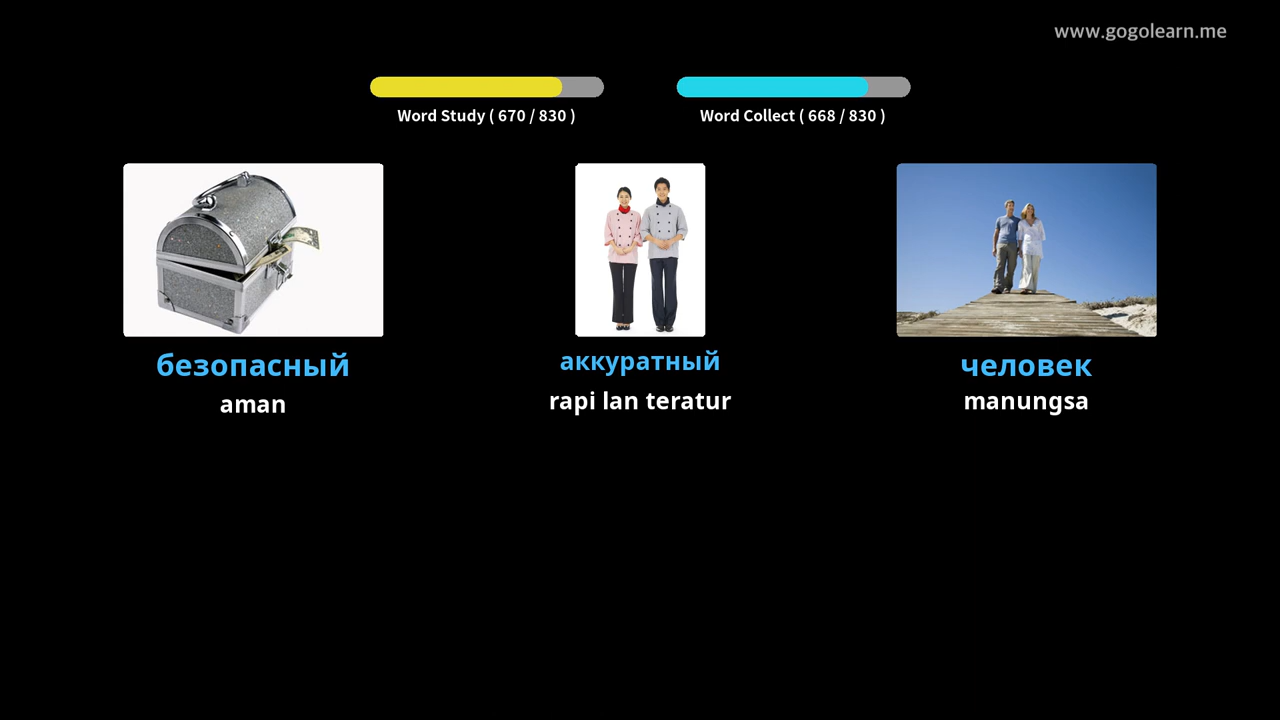 www.gogolearn.me
Word Study ( 670 / 830 )
Word Collect ( 668 / 830 )
безопасный
aman
аккуратный
rapi lan teratur
человек
manungsa